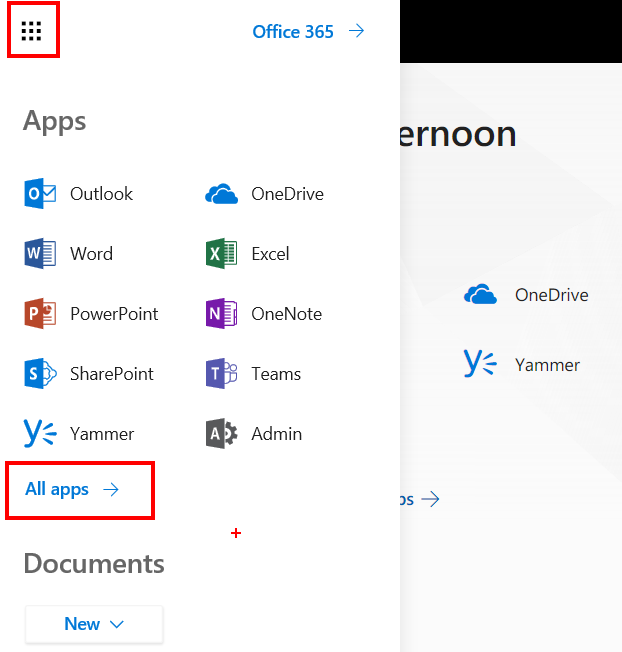 Office 365
Apps
Outlook
OneDrive
Word
Excel
PowerPoint
OneNote
SharePoint
Teams
Yammer
Admin
All apps
Documents
New
ernoon
OneDrive
Yammer
ps